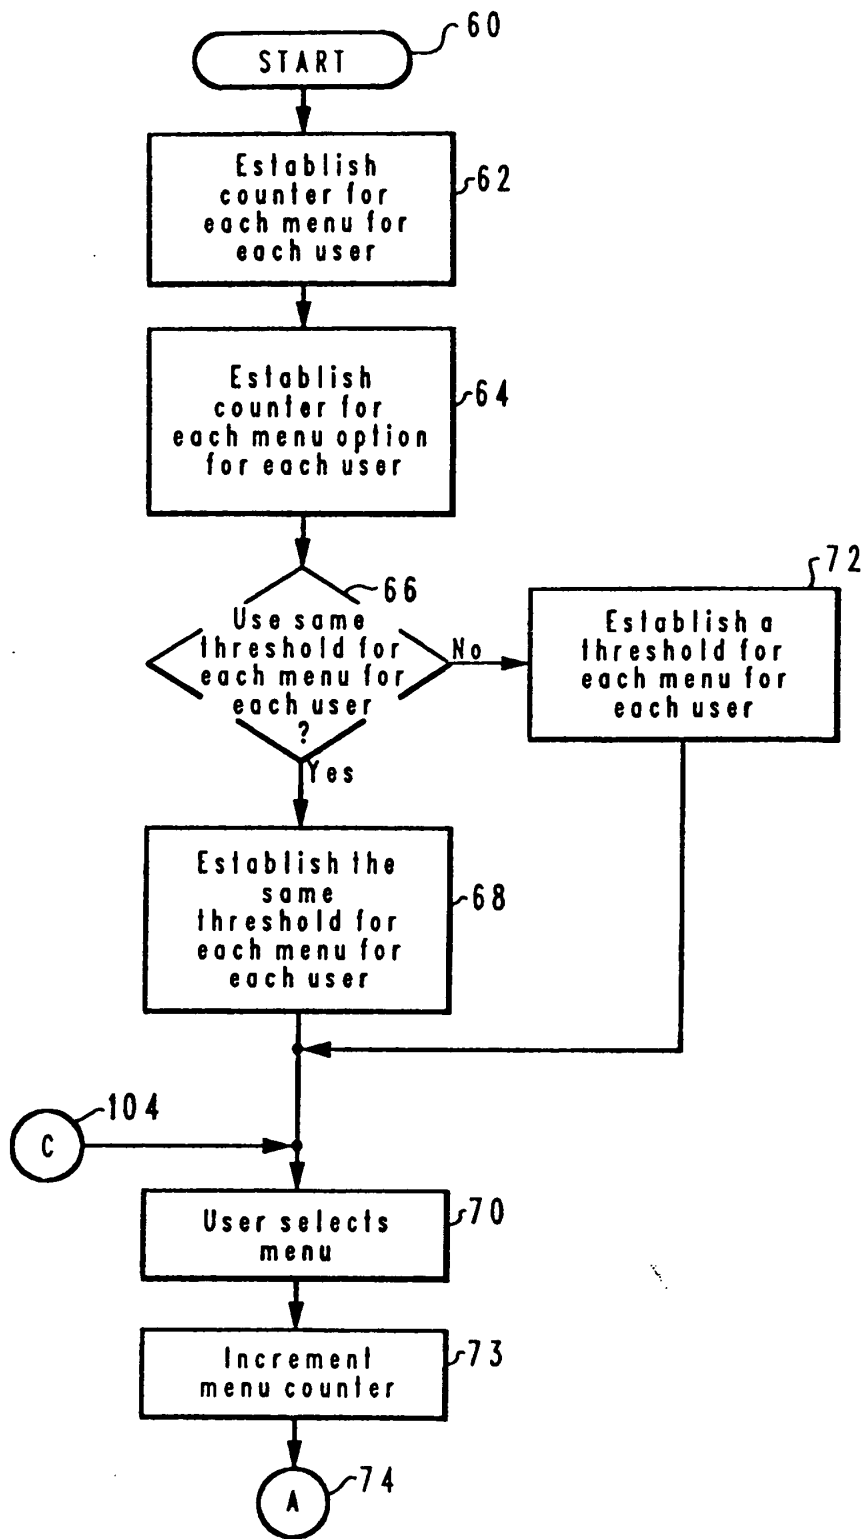 60
START
Establish
counter for
each menu for
each user
62
Establish
counter for
each menu option
for each user
64
66
Use same
threshold for
each menu for
each user
?
No
Yes
72
Establish a
threshold for
each menu for
each user
Establish the
same
threshold for
each menu for
each user
68
104
C
User selects
menu
70
Increment
menu counter
73
A
74